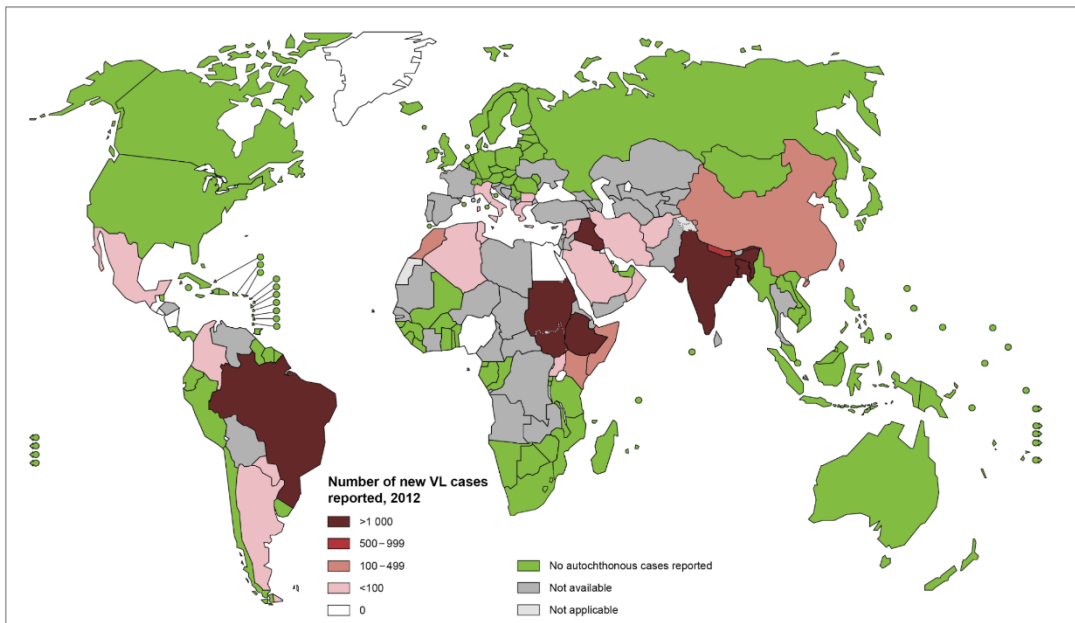 Number of new VL cases
reported, 2012
>1 000
500–999
100–499
<100
0
No autochthonous cases reported
Not available
Not applicable